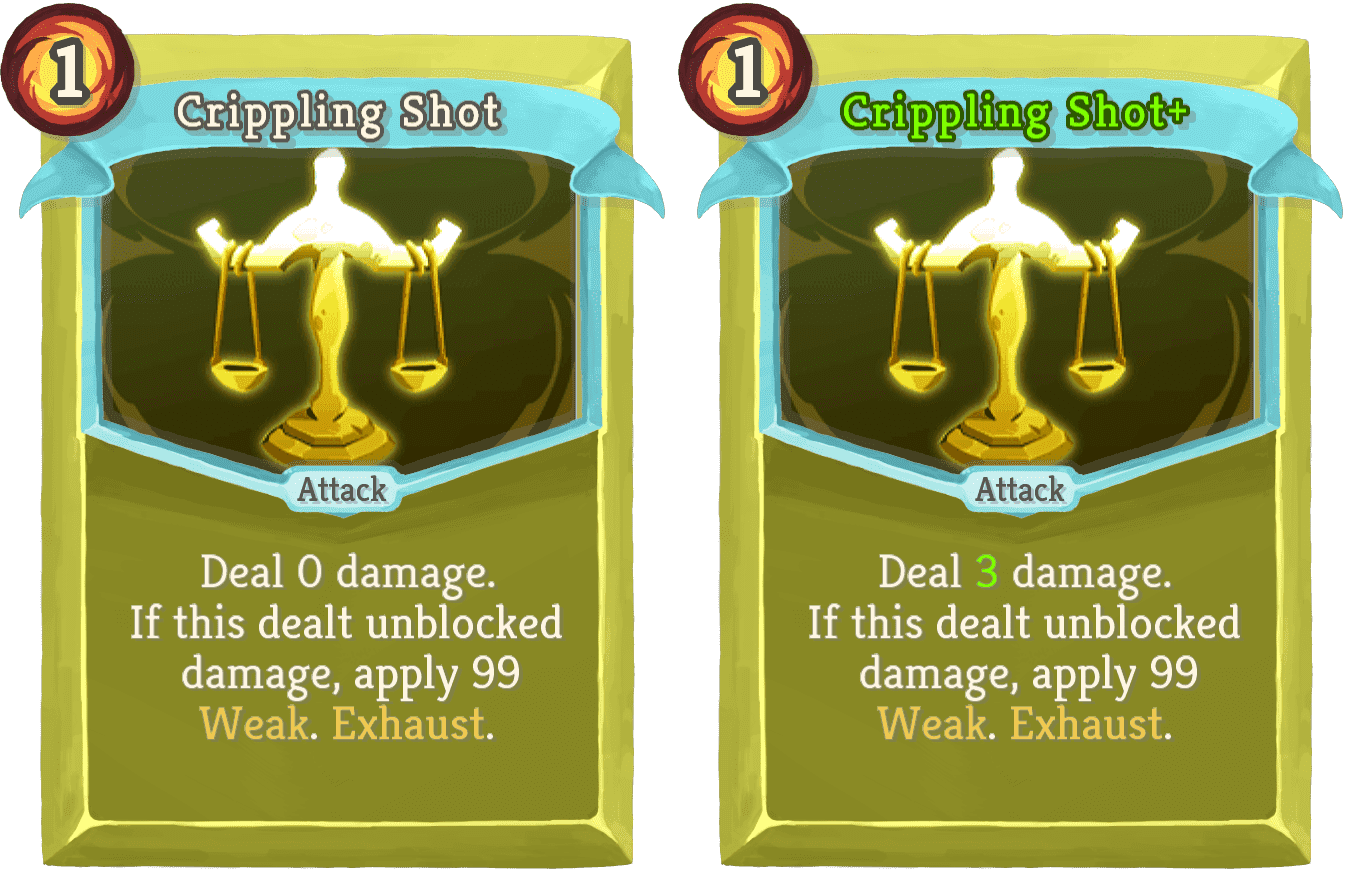 1
Crippling Shot
Attack
Deal 0 damage.
If this dealt unblocked
damage, apply 99
Weak. Exhaust.
1
Crippling Shot+
Attack
Deal 3 damage.
If this dealt unblocked
damage, apply 99
Weak. Exhaust.